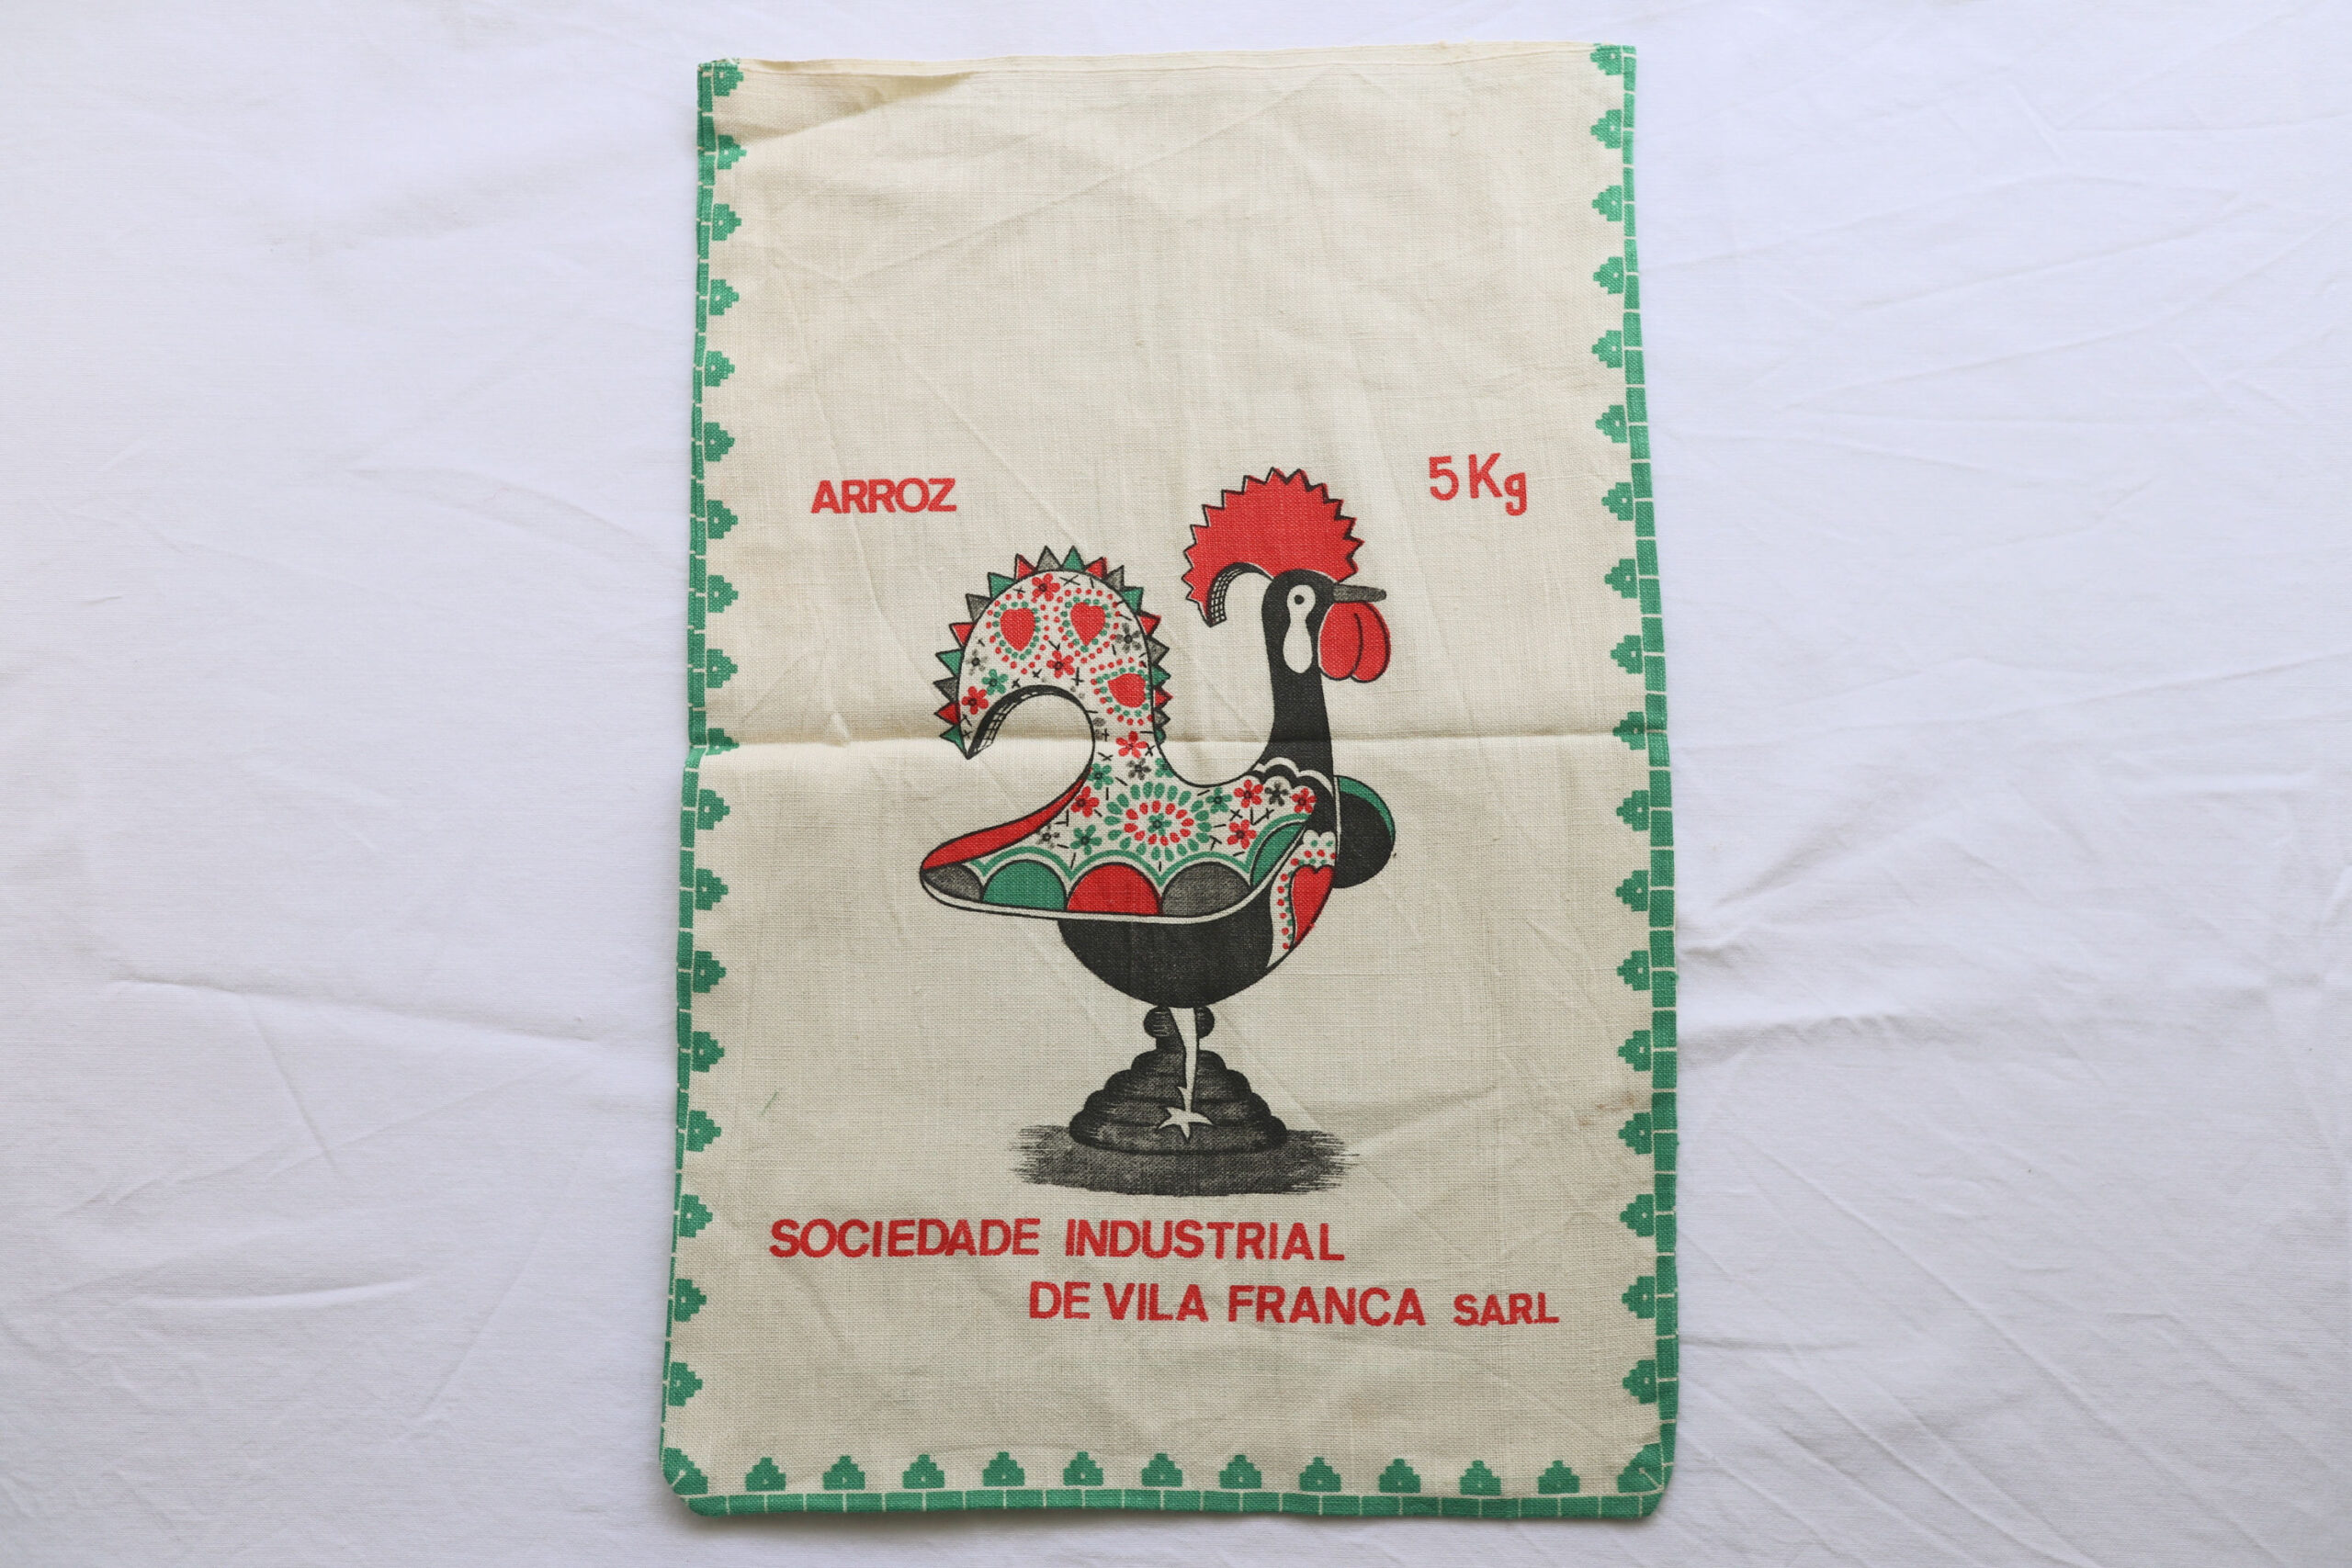 ARROZ
5Kg
SOCIEDADE INDUSTRIAL
DE VILA FRANCA SARL